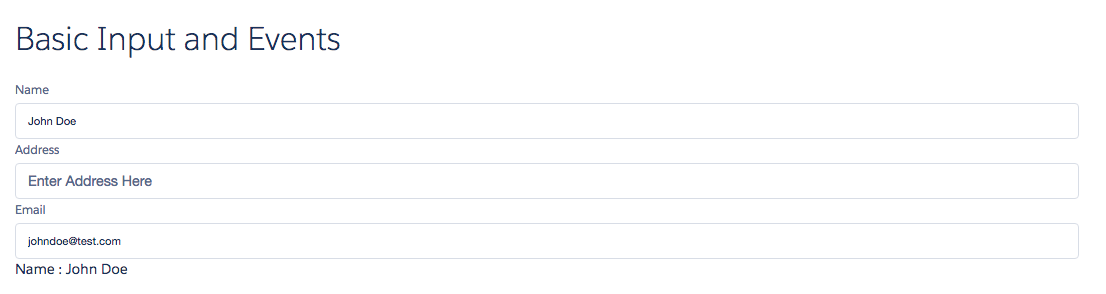 Basic Input and Events
Name
John Doe
Address
Enter Address Here
Email
johndoe@test.com
Name : John Doe